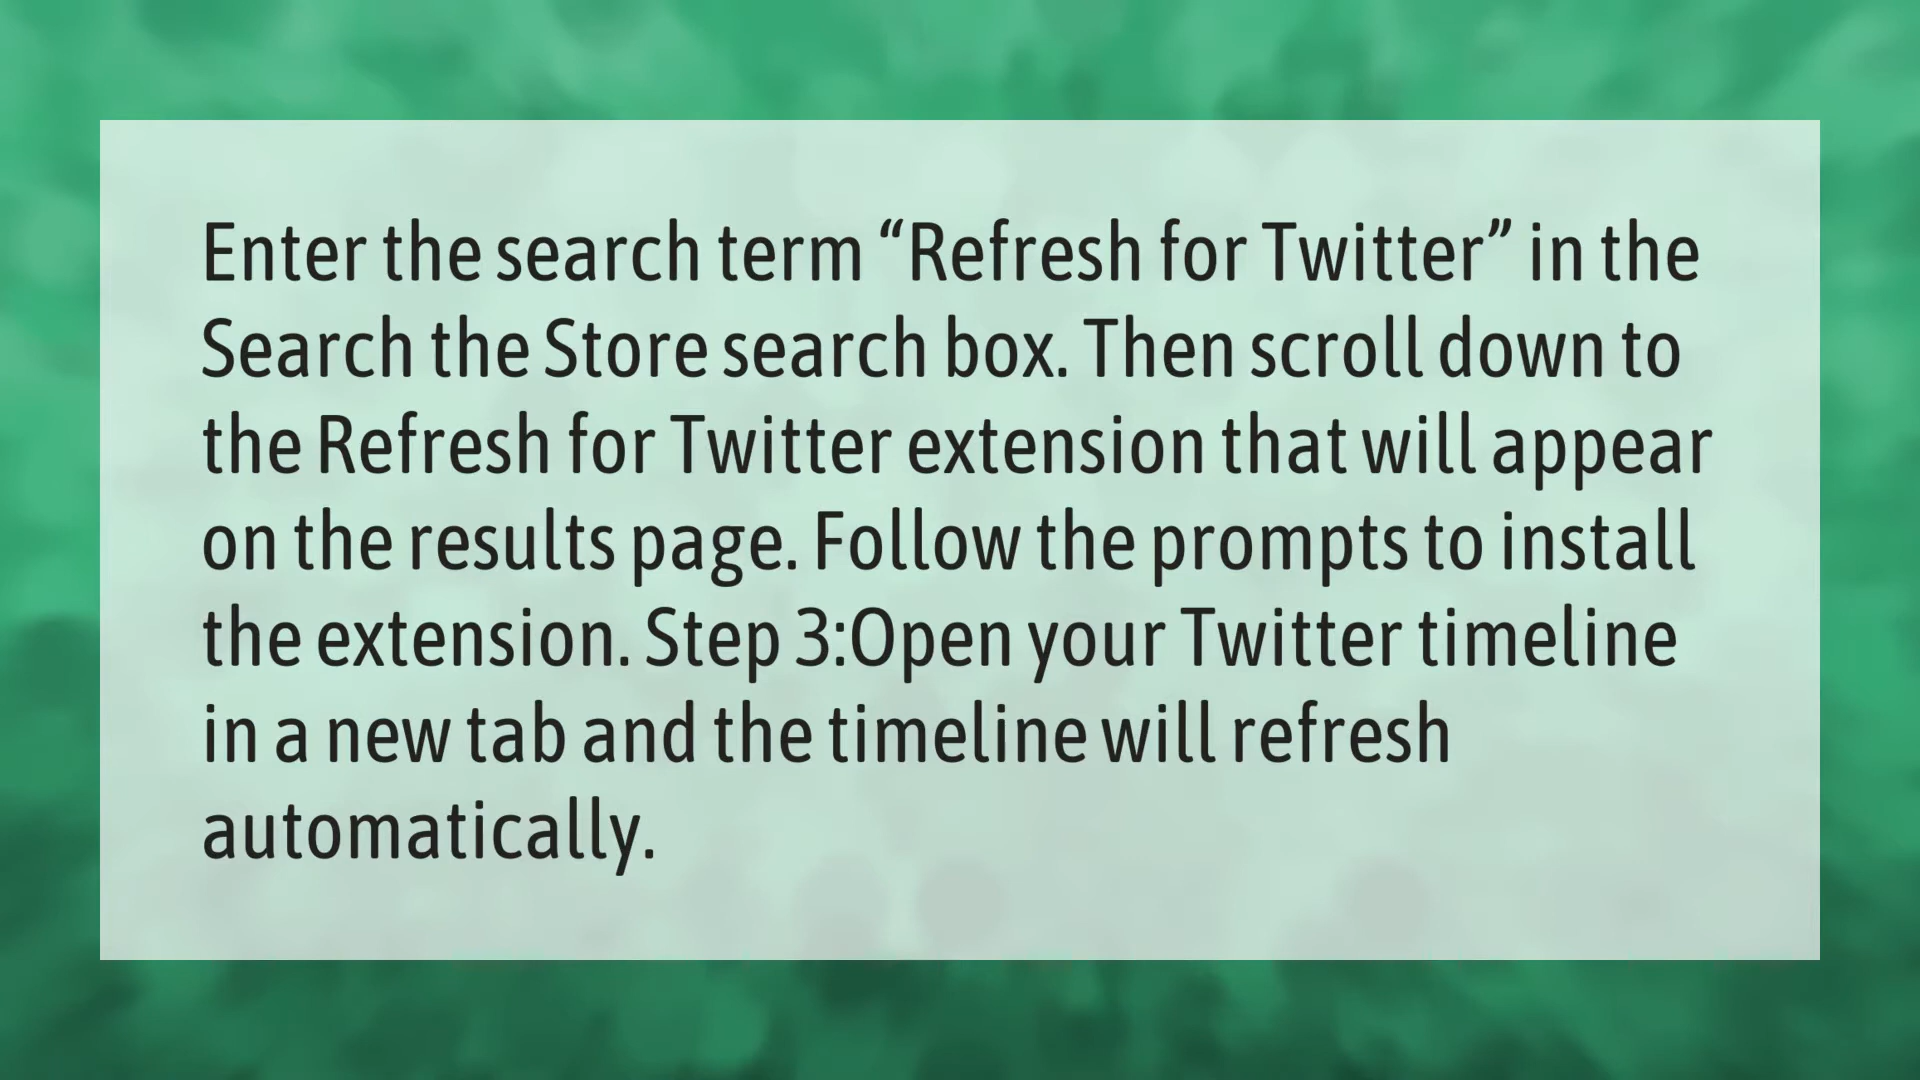 Enter the search term “Refresh for Twitter” in the
Search the Store search box. Then scroll down to
the Refresh for Twitter extension that will appear
on the results page. Follow the prompts to install
the extension. Step 3:Open your Twitter timeline
in a new tab and the timeline will refresh
automatically.